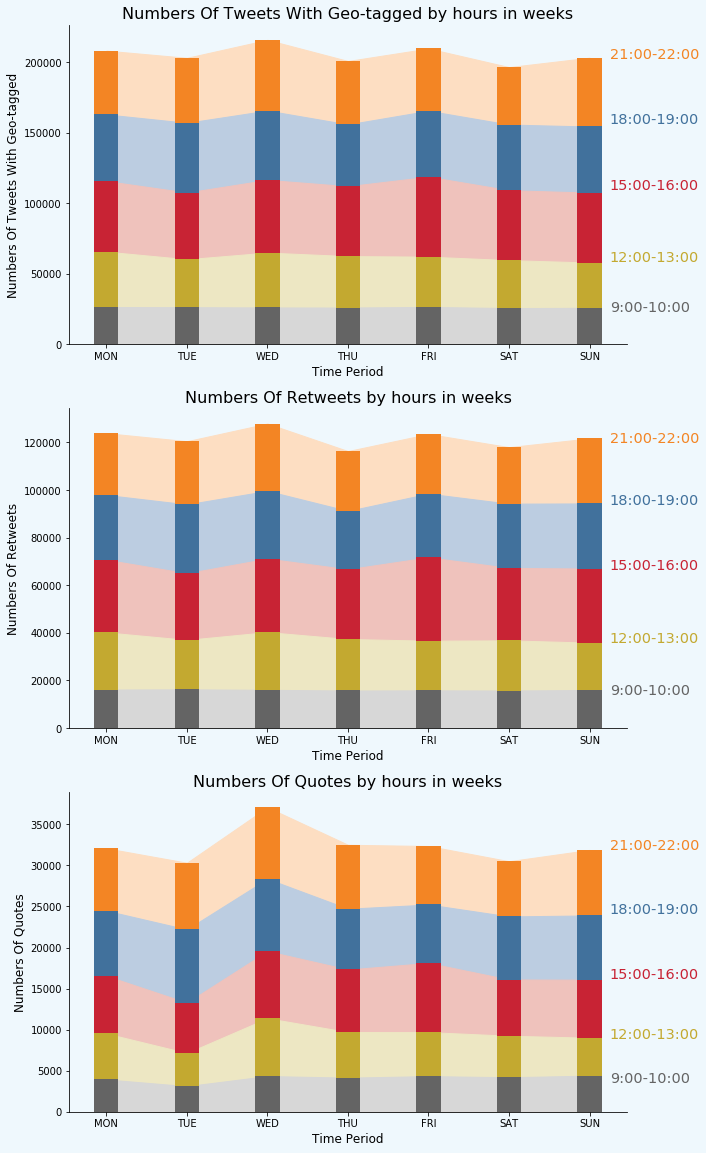 Numbers Of Tweets With Geo-tagged by hours in weeks
Numbers Of Tweets With Geo-tagged
200000
150000
100000
50000
0
21:00-22:00
18:00-19:00
15:00-16:00
12:00-13:00
9:00-10:00
MON TUE WED THU FRI SAT SUN
Time Period
Numbers Of Retweets by hours in weeks
Numbers Of Retweets
120000
100000
80000
60000
40000
20000
0
21:00-22:00
18:00-19:00
15:00-16:00
12:00-13:00
9:00-10:00
MON TUE WED THU FRI SAT SUN
Time Period
Numbers Of Quotes by hours in weeks
Numbers Of Quotes
35000
30000
25000
20000
15000
10000
5000
0
21:00-22:00
18:00-19:00
15:00-16:00
12:00-13:00
9:00-10:00
MON TUE WED THU FRI SAT SUN
Time Period